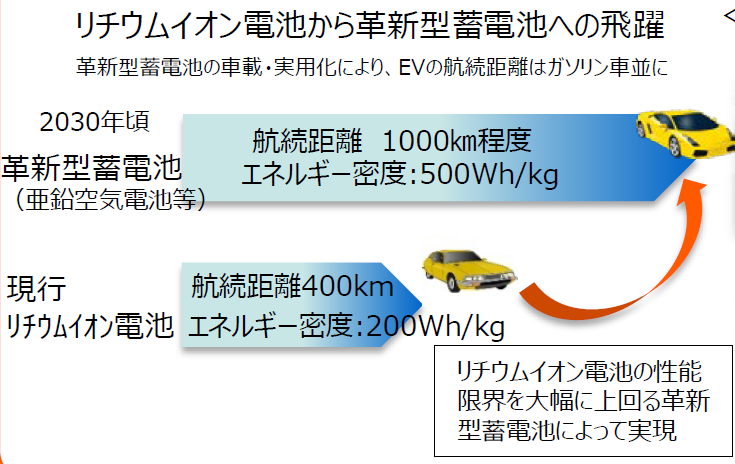 リチウムイオン電池から革新型蓄電池への飛躍
<
革新型蓄電池の車載・実用化により、EVの航続距離はガソリン車並に
2030年頃
革新型蓄電池
（亜鉛空気電池等）
航続距離 1000㎞程度
エネルギー密度:500Wh/kg
現行
リチウムイオン電池
航続距離400km
エネルギー密度:200Wh/kg
リチウムイオン電池の性能
限界を大幅に上回る革新
型蓄電池によって実現